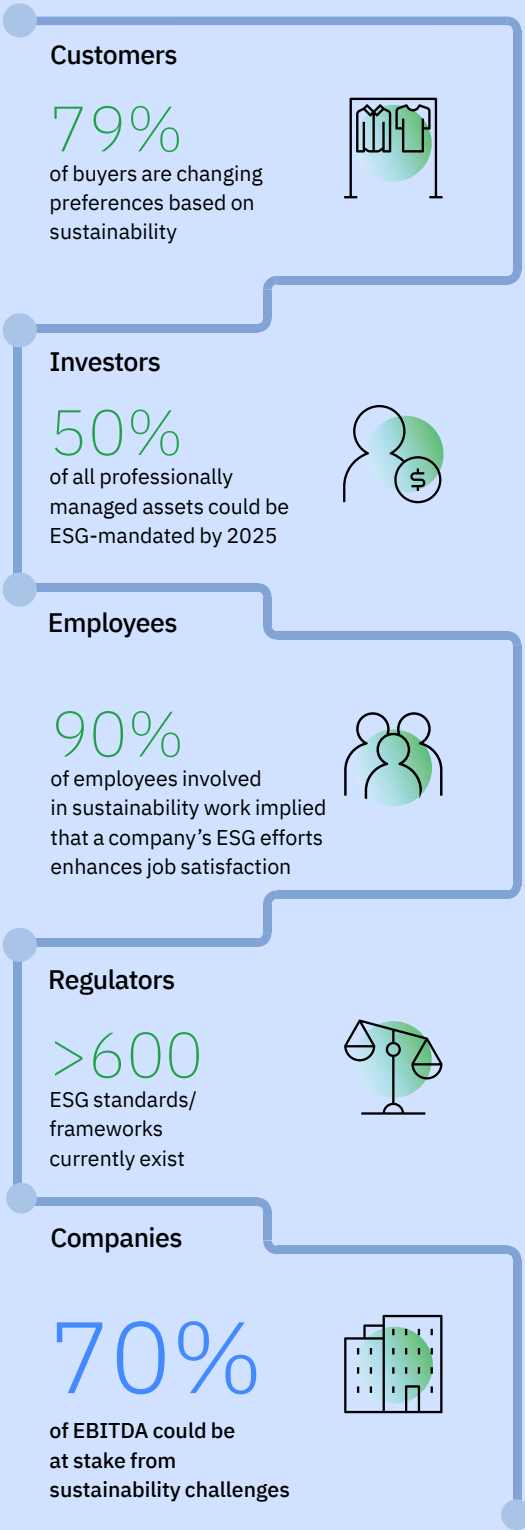 Customers
79%
of buyers are changing
preferences based on
sustainability
Investors
50%
of all professionally
managed assets could be
ESG-mandated by 2025
Employees
90%
of employees involved
in sustainability work implied
that a company’s ESG efforts
enhances job satisfaction
Regulators
>600
ESG standards/
frameworks
currently exist
Companies
70%
of EBITDA could be
at stake from
sustainability challenges